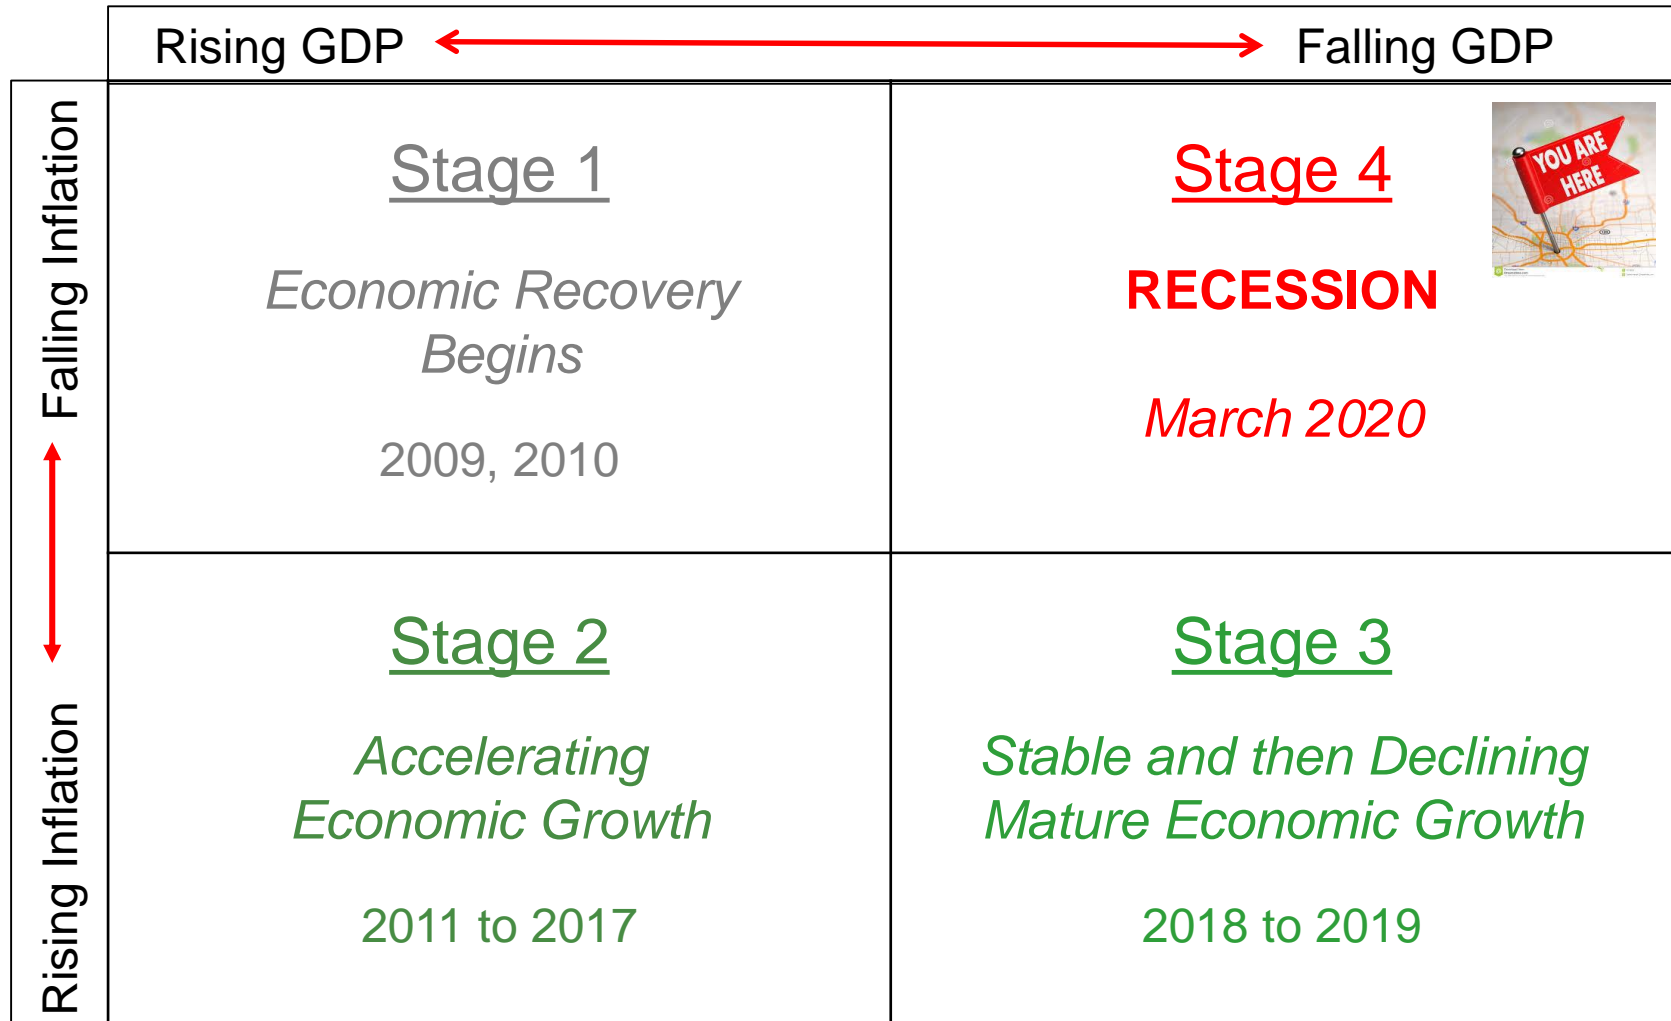 Rising GDP
Falling GDP
Falling Inflation
Rising Inflation
Stage 1
Economic Recovery
Begins
2009, 2010
Stage 4
RECESSION
March 2020
YOU ARE
HERE
Stage 2
Accelerating
Economic Growth
2011 to 2017
Stage 3
Stable and then Declining
Mature Economic Growth
2018 to 2019